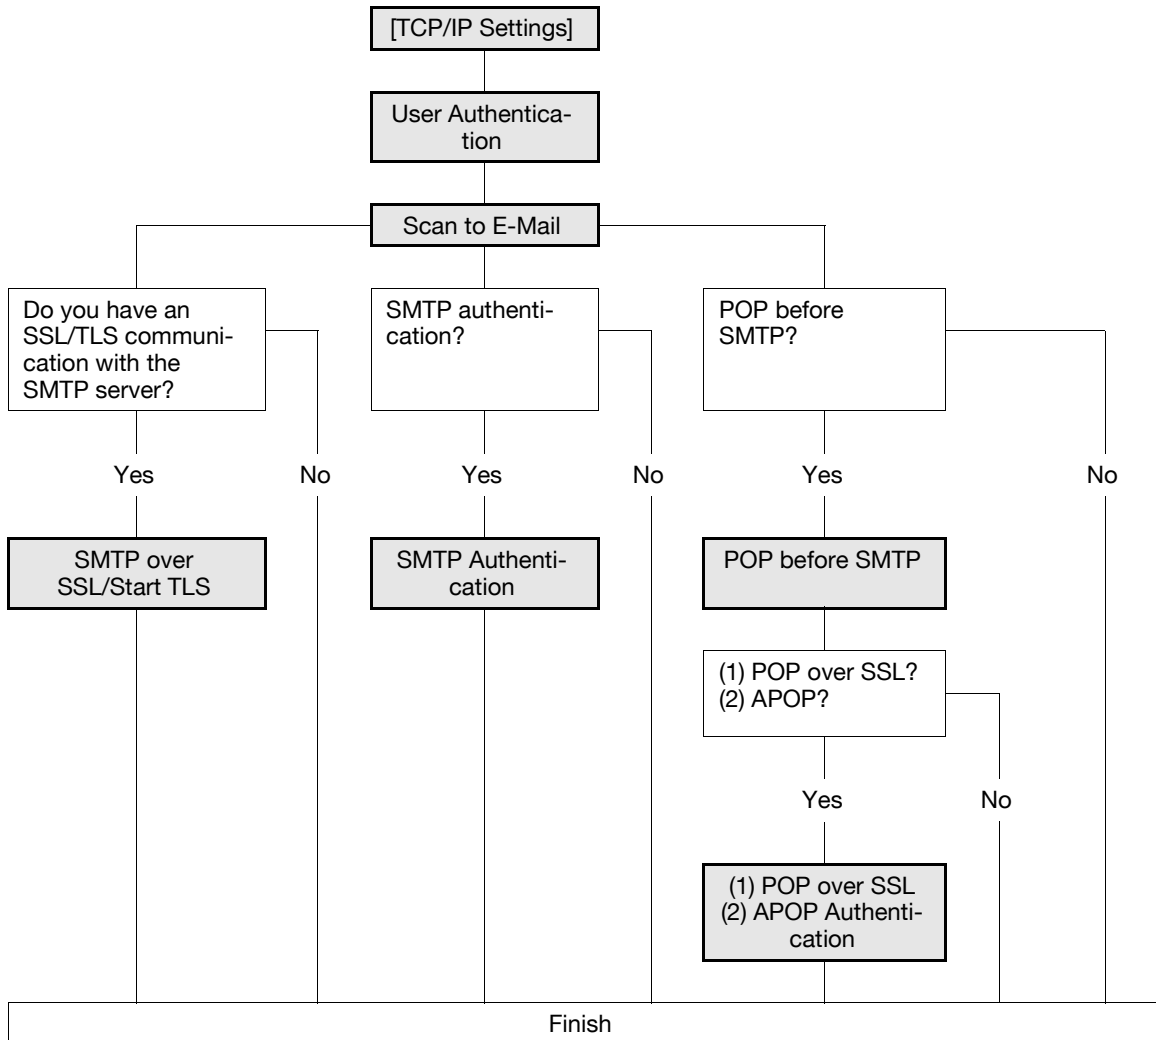 [TCP/IP Settings]
User Authentica-
tion
Scan to E-Mail
Do you have an
SSL/TLS communi-
cation with the
SMTP server?
SMTP authenti-
cation?
POP before
SMTP?
Yes
No
Yes
No
Yes
No
SMTP over
SSL/Start TLS
SMTP Authenti-
cation
POP before SMTP
(1) POP over SSL?
(2) APOP?
Yes
No
(1) POP over SSL
(2) APOP Authenti-
cation
Finish